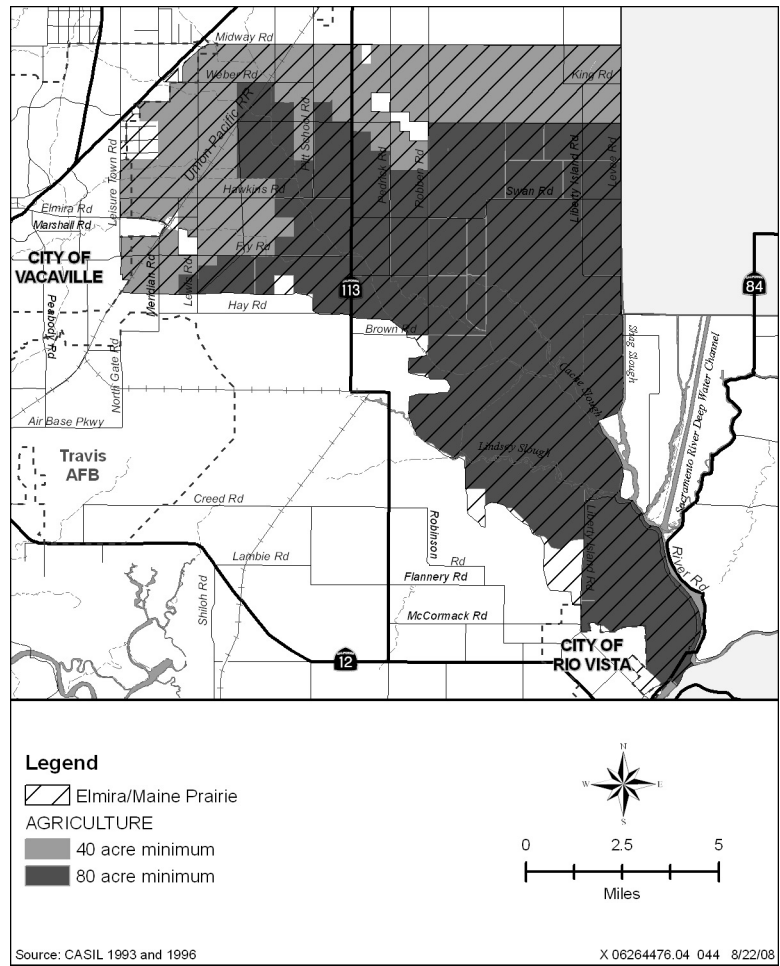 Midway Rd
Weber Rd
King Rd
Union Pacific RR
Pitt School Rd
Leisure Town Rd
Pedrick Rd
Robben Rd
Liberty Island Rd
Levee Rd
Hawkins Rd
Swan Rd
Elmira Rd
Marshall Rd
Fry Rd
CITY OF
VACAVILLE
Meridian Rd
Lewis Rd
113
84
Peabody Rd
Hay Rd
Brown Rd
Shag Slough
Sacramento River Deep Water Channel
North Gate Rd
Cache Slough
Air Base Pkwy
Lindsey Slough
Travis
AFB
Creed Rd
Robinson
Rd
Liberty Island Rd
River Rd
Lambie Rd
Flannery Rd
Shiloh Rd
McCormack Rd
CITY OF
RIO VISTA
12
Legend
Elmira/Maine Prairie
AGRICULTURE
40 acre minimum
80 acre minimum
N
W
E
S
0 2.5 5
Miles
Source: CASIL 1993 and 1996
X 06264476.04 044 8/22/08